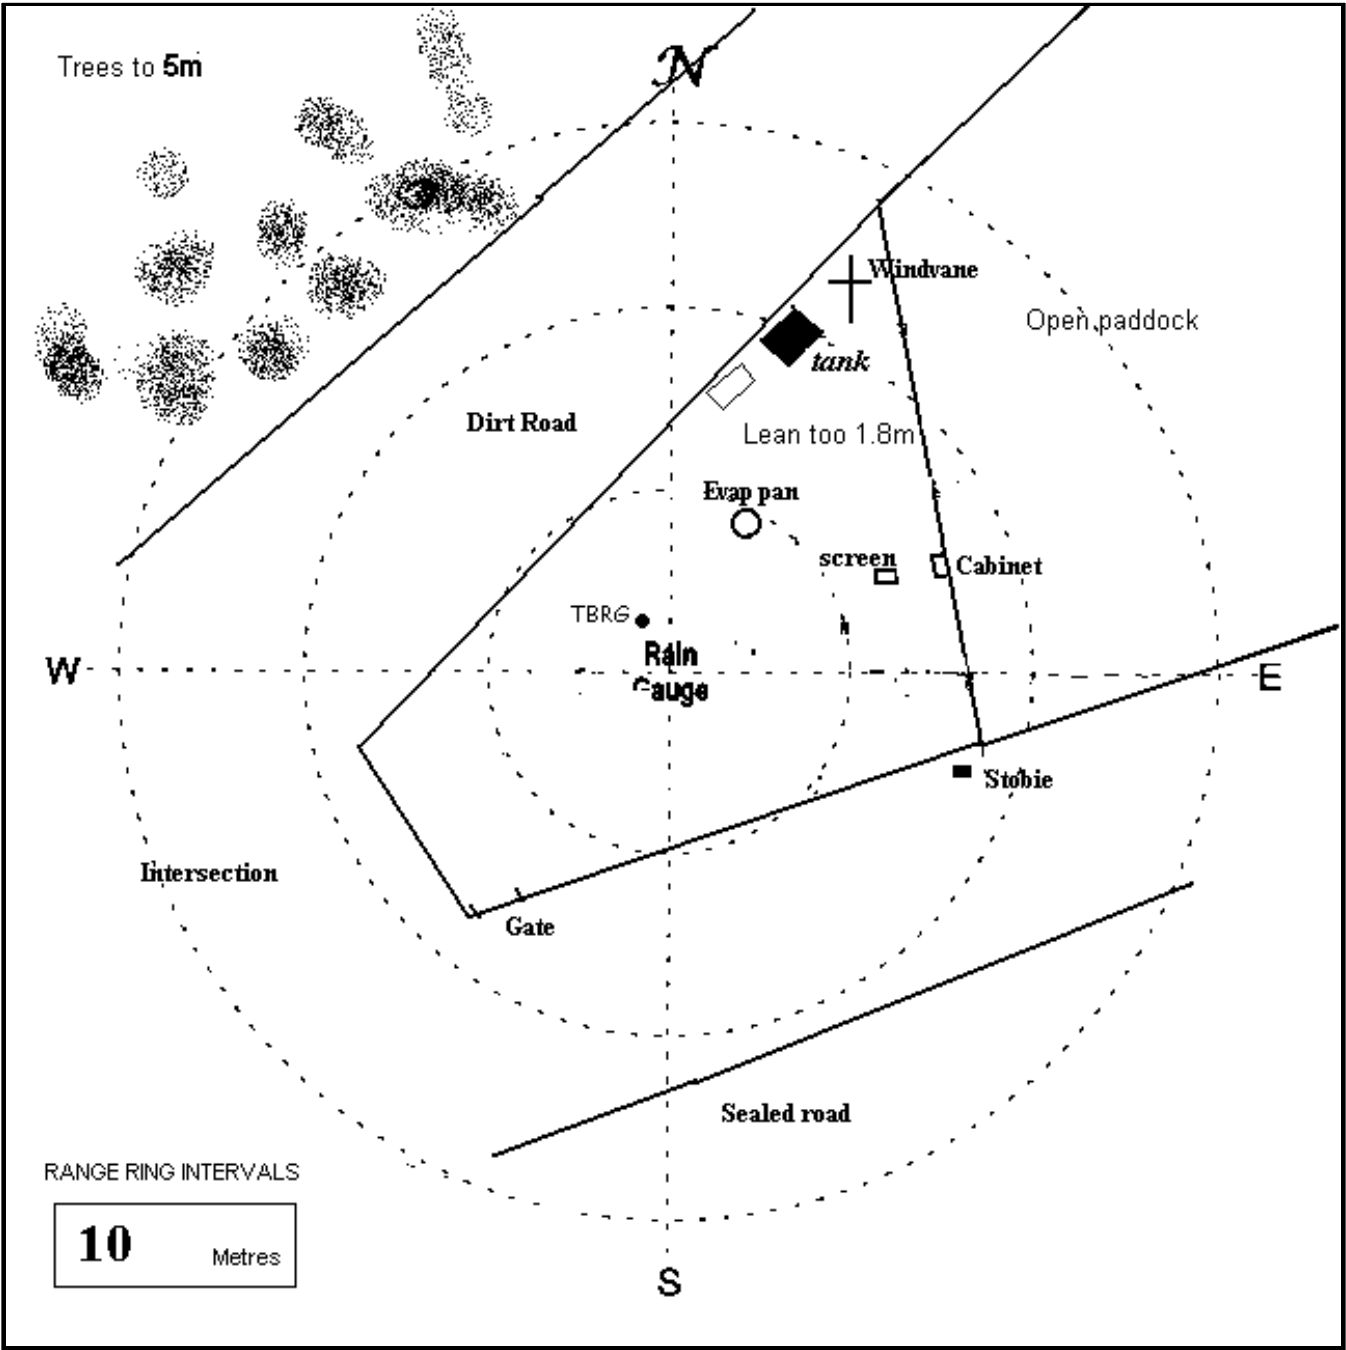 N
Trees to 5m
Windvane
Open paddock
tank
Dirt Road
Lean too 1.8m
Evap pan
screen
Cabinet
TBRG
Rain
Gauge
W
E
Stobie
Intersection
Gate
Sealed road
RANGE RING INTERVALS
10 Metres
S